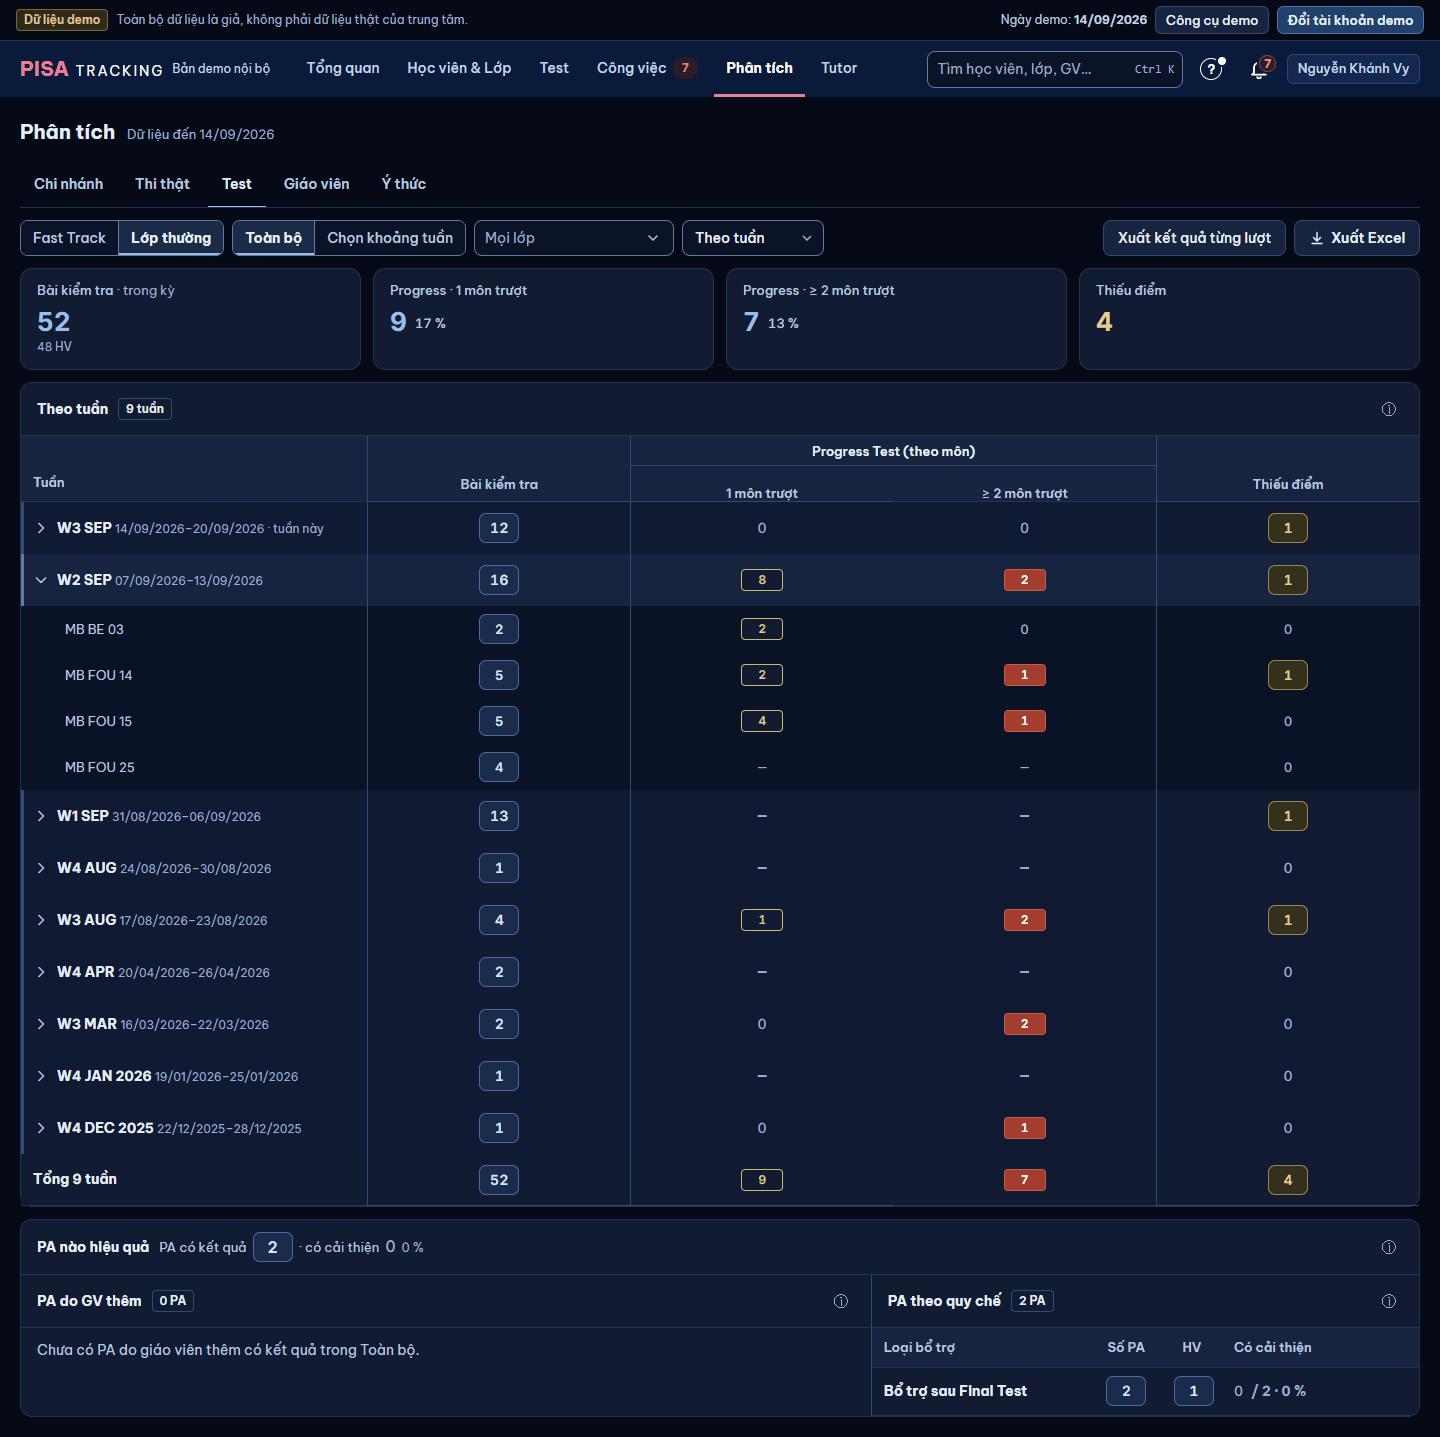 Dữ liệu demo Toàn bộ dữ liệu là giả, không phải dữ liệu thật của trung tâm. Ngày demo: 14/09/2026 Công cụ demo Đổi tài khoản demo
PISA TRACKING Bản demo nội bộ Tổng quan Học viên & Lớp Test Công việc 7 Phân tích Tutor Tìm học viên, lớp, GV... Ctrl K ? 7 Nguyễn Khánh Vy
Phân tích Dữ liệu đến 14/09/2026
Chi nhánh Thi thật Test Giáo viên Ý thức
Fast Track Lớp thường Toàn bộ Chọn khoảng tuần Mọi lớp Theo tuần Xuất kết quả từng lượt Xuất Excel
Bài kiểm tra · trong kỳ Progress · 1 môn trượt Progress · ≥ 2 môn trượt Thiếu điểm
52 9 17 % 7 13 % 4
48 HV
Theo tuần 9 tuần
Progress Test (theo môn)
Tuần Bài kiểm tra 1 môn trượt ≥ 2 môn trượt Thiếu điểm
W3 SEP 14/09/2026–20/09/2026 · tuần này 12 0 0 1
W2 SEP 07/09/2026–13/09/2026 16 8 2 1
MB BE 03 2 2 0 0
MB FOU 14 5 2 1 1
MB FOU 15 5 4 1 0
MB FOU 25 4 – – 0
W1 SEP 31/08/2026–06/09/2026 13 – – 1
W4 AUG 24/08/2026–30/08/2026 1 – – 0
W3 AUG 17/08/2026–23/08/2026 4 1 2 1
W4 APR 20/04/2026–26/04/2026 2 – – 0
W3 MAR 16/03/2026–22/03/2026 2 0 2 0
W4 JAN 2026 19/01/2026–25/01/2026 1 – – 0
W4 DEC 2025 22/12/2025–28/12/2025 1 0 1 0
Tổng 9 tuần 52 9 7 4
PA nào hiệu quả PA có kết quả 2 · có cải thiện 0 0 %
PA do GV thêm 0 PA
Chưa có PA do giáo viên thêm có kết quả trong Toàn bộ.
PA theo quy chế 2 PA
Loại bổ trợ Số PA HV Có cải thiện
Bổ trợ sau Final Test 2 1 0 / 2 · 0 %